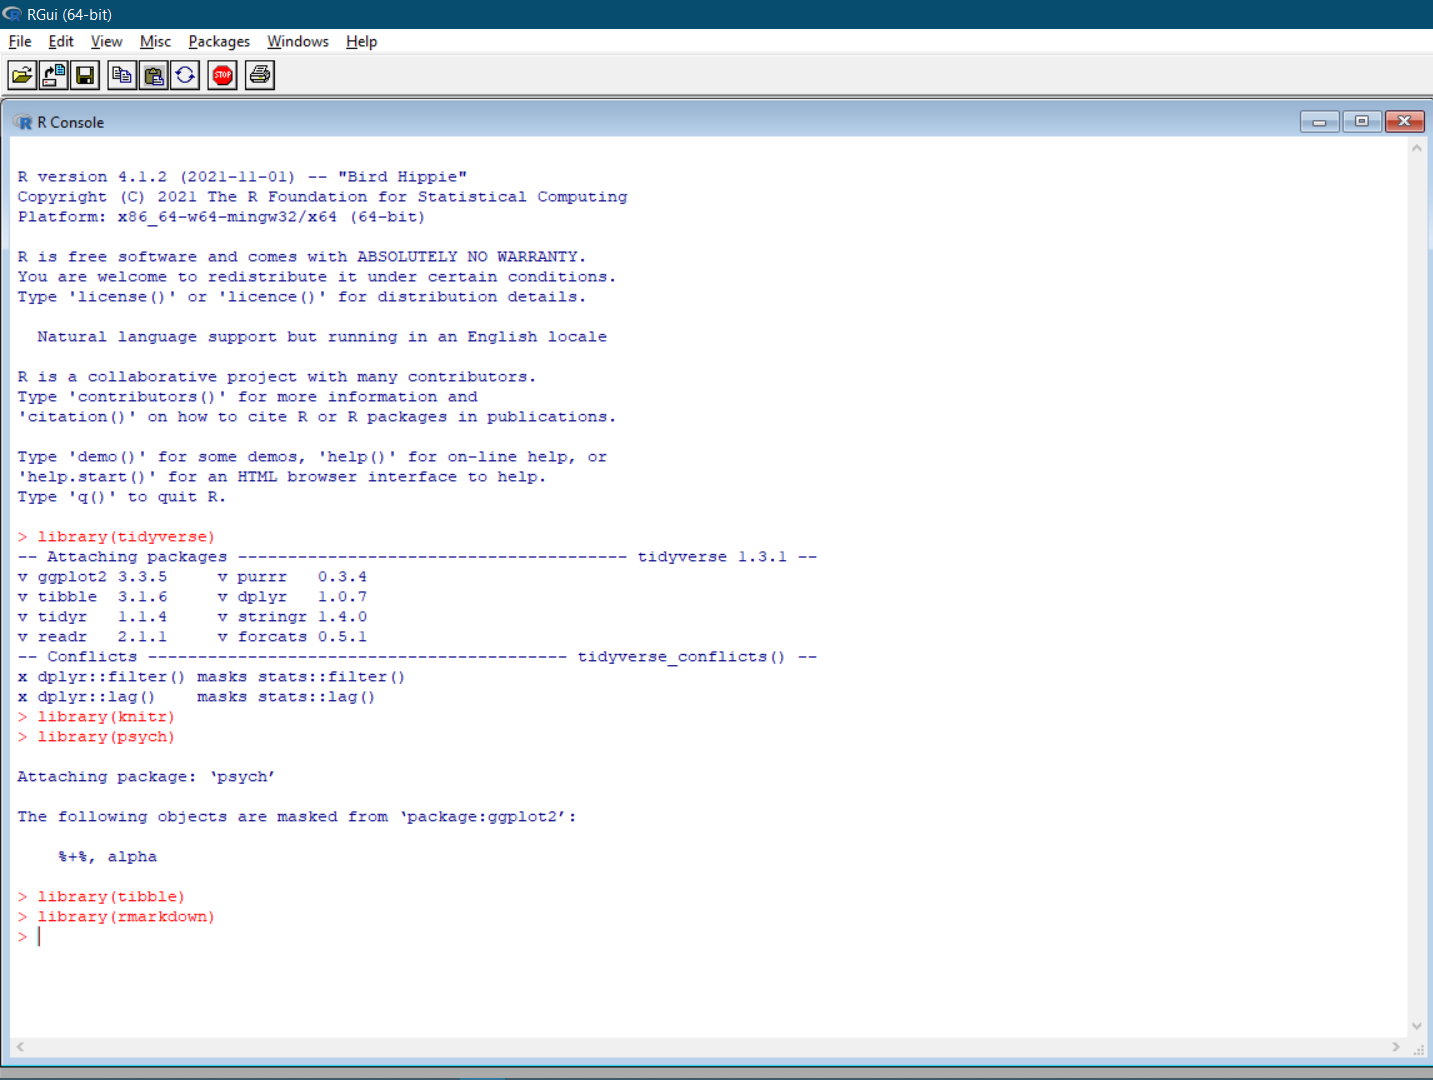 RGui (64-bit)
File Edit View Misc Packages Windows Help
STOP
R Console
R version 4.1.2 (2021-11-01) -- "Bird Hippie"
Copyright (C) 2021 The R Foundation for Statistical Computing
Platform: x86_64-w64-mingw32/x64 (64-bit)
R is free software and comes with ABSOLUTELY NO WARRANTY.
You are welcome to redistribute it under certain conditions.
Type 'license()' or 'licence()' for distribution details.
Natural language support but running in an English locale
R is a collaborative project with many contributors.
Type 'contributors()' for more information and
'citation()' on how to cite R or R packages in publications.
Type 'demo()' for some demos, 'help()' for on-line help, or
'help.start()' for an HTML browser interface to help.
Type 'q()' to quit R.
> library(tidyverse)
-- Attaching packages --------------------------------------- tidyverse 1.3.1 --
v ggplot2 3.3.5     v purrr   0.3.4
v tibble  3.1.6     v dplyr   1.0.7
v tidyr   1.1.4     v stringr 1.4.0
v readr   2.1.1     v forcats 0.5.1
-- Conflicts ------------------------------------------ tidyverse_conflicts() --
x dplyr::filter() masks stats::filter()
x dplyr::lag()    masks stats::lag()
> library(knitr)
> library(psych)
Attaching package: ‘psych’
The following objects are masked from ‘package:ggplot2’:
%+%, alpha
> library(tibble)
> library(rmarkdown)
>